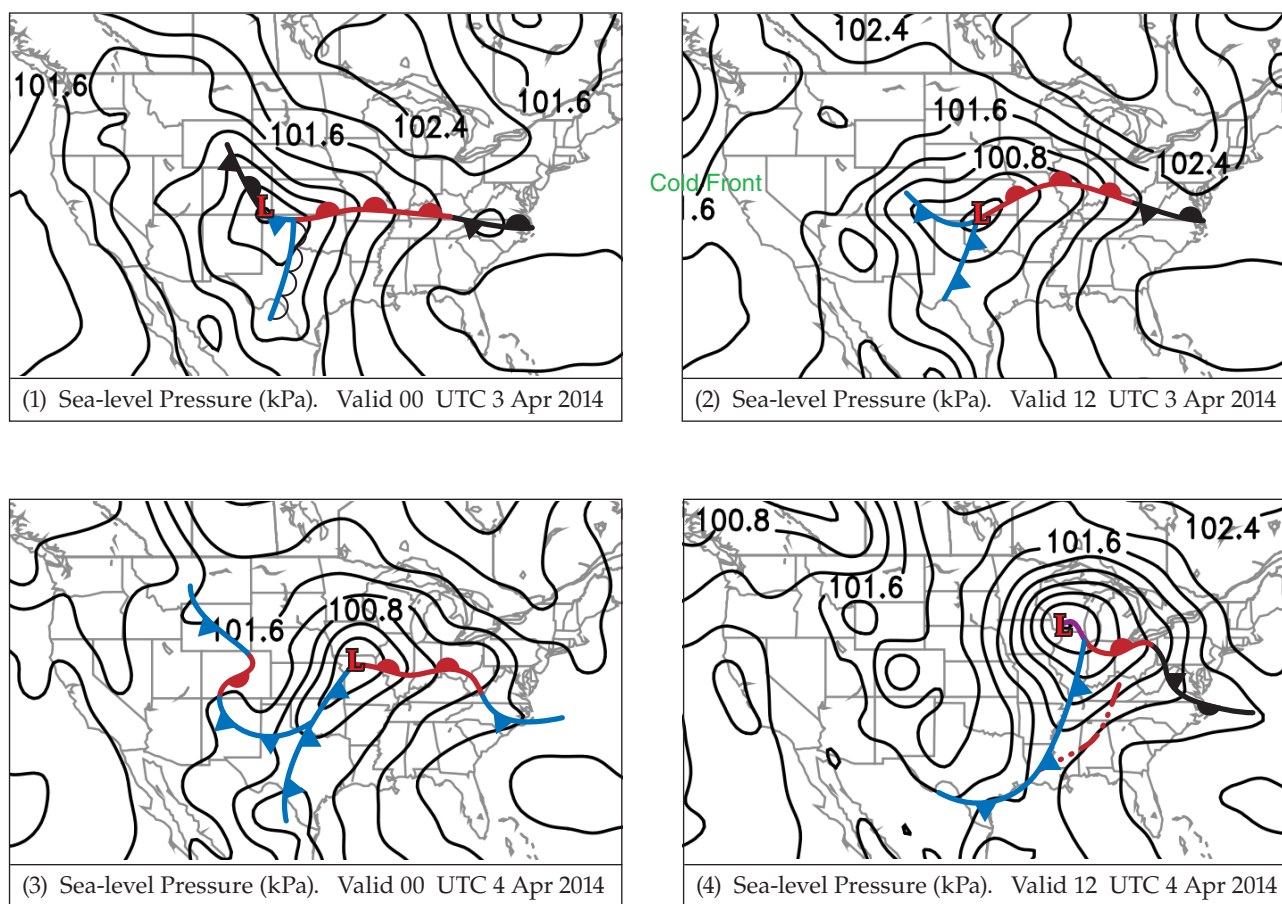 101.6
101.6
102.4
101.6
L
(1) Sea-level Pressure (kPa). Valid 00 UTC 3 Apr 2014
102.4
101.6
100.8
102.4
Cold Front
1.6
L
(2) Sea-level Pressure (kPa). Valid 12 UTC 3 Apr 2014
100.8
101.6
L
(3) Sea-level Pressure (kPa). Valid 00 UTC 4 Apr 2014
100.8
102.4
101.6
101.6
L
(4) Sea-level Pressure (kPa). Valid 12 UTC 4 Apr 2014